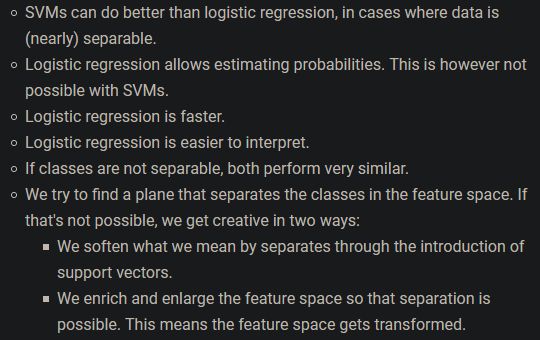 SVMs can do better than logistic regression, in cases where data is
(nearly) separable.
Logistic regression allows estimating probabilities. This is however not
possible with SVMs.
Logistic regression is faster.
Logistic regression is easier to interpret.
If classes are not separable, both perform very similar.
We try to find a plane that separates the classes in the feature space. If
that's not possible, we get creative in two ways:
We soften what we mean by separates through the introduction of
support vectors.
We enrich and enlarge the feature space so that separation is
possible. This means the feature space gets transformed.